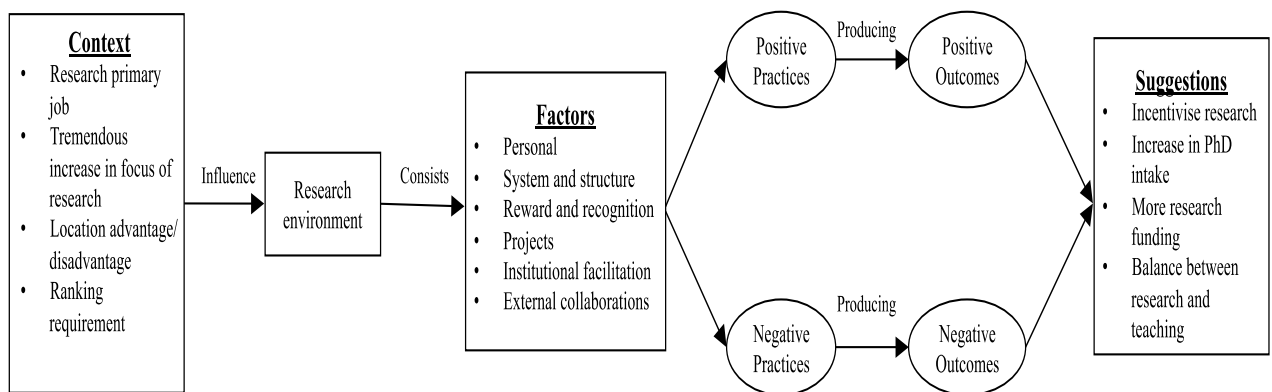 Context
• Research primary
job
• Tremendous
increase in focus of
research
• Location advantage/
disadvantage
• Ranking
requirement
Influence
Research
environment
Consists
Factors
• Personal
• System and structure
• Reward and recognition
• Projects
• Institutional facilitation
• External collaborations
Positive
Practices
Producing
Positive
Outcomes
Negative
Practices
Producing
Negative
Outcomes
Suggestions
• Incentivise research
• Increase in PhD
intake
• More research
funding
• Balance between
research and
teaching